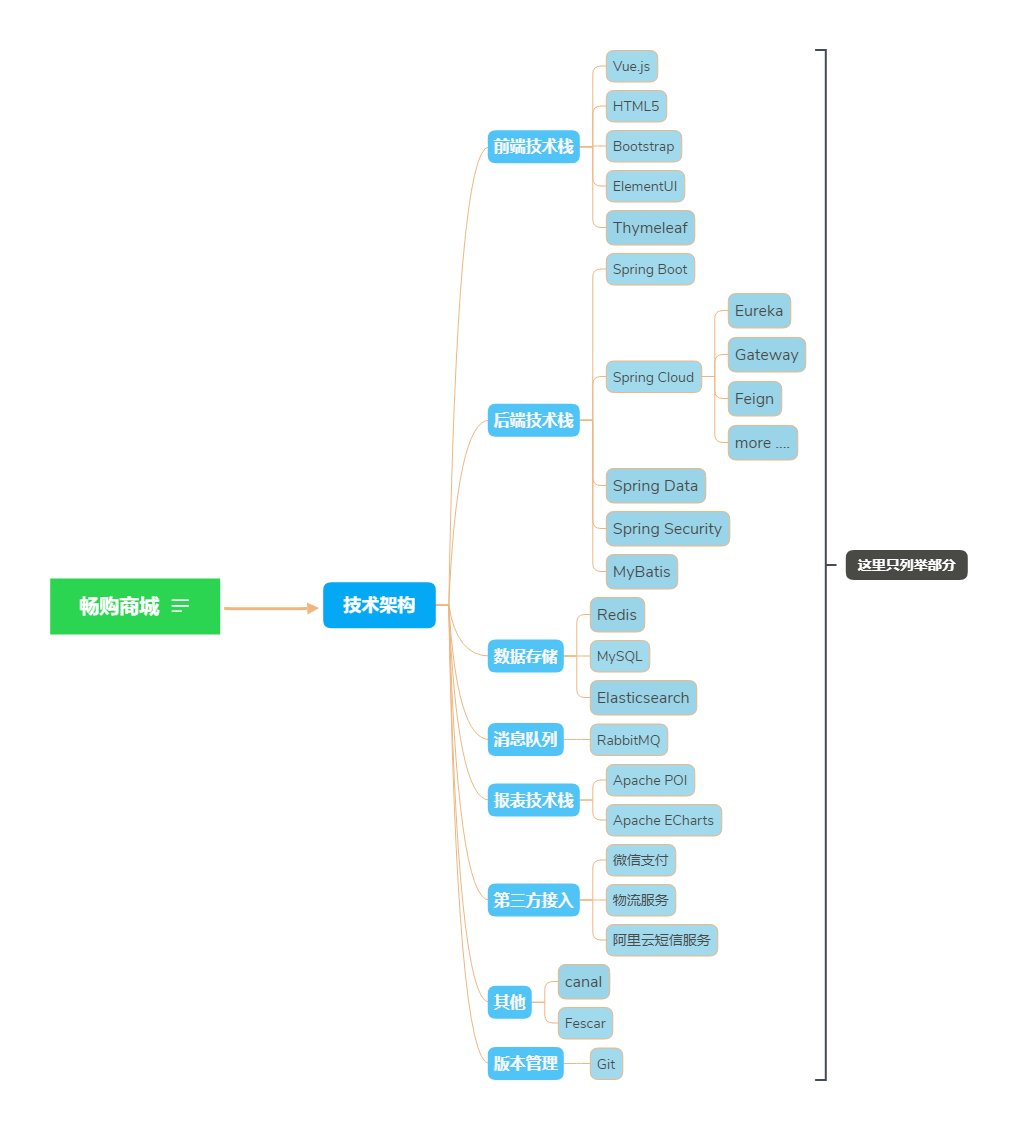 畅购商城
技术架构
前端技术栈
Vue.js
HTML5
Bootstrap
ElementUI
Thymeleaf
后端技术栈
Spring Boot
Spring Cloud
Eureka
Gateway
Feign
more ....
Spring Data
Spring Security
MyBatis
数据存储
Redis
MySQL
Elasticsearch
消息队列
RabbitMQ
报表技术栈
Apache POI
Apache ECharts
第三方接入
微信支付
物流服务
阿里云短信服务
其他
canal
Fescar
版本管理
Git
这里只列举部分